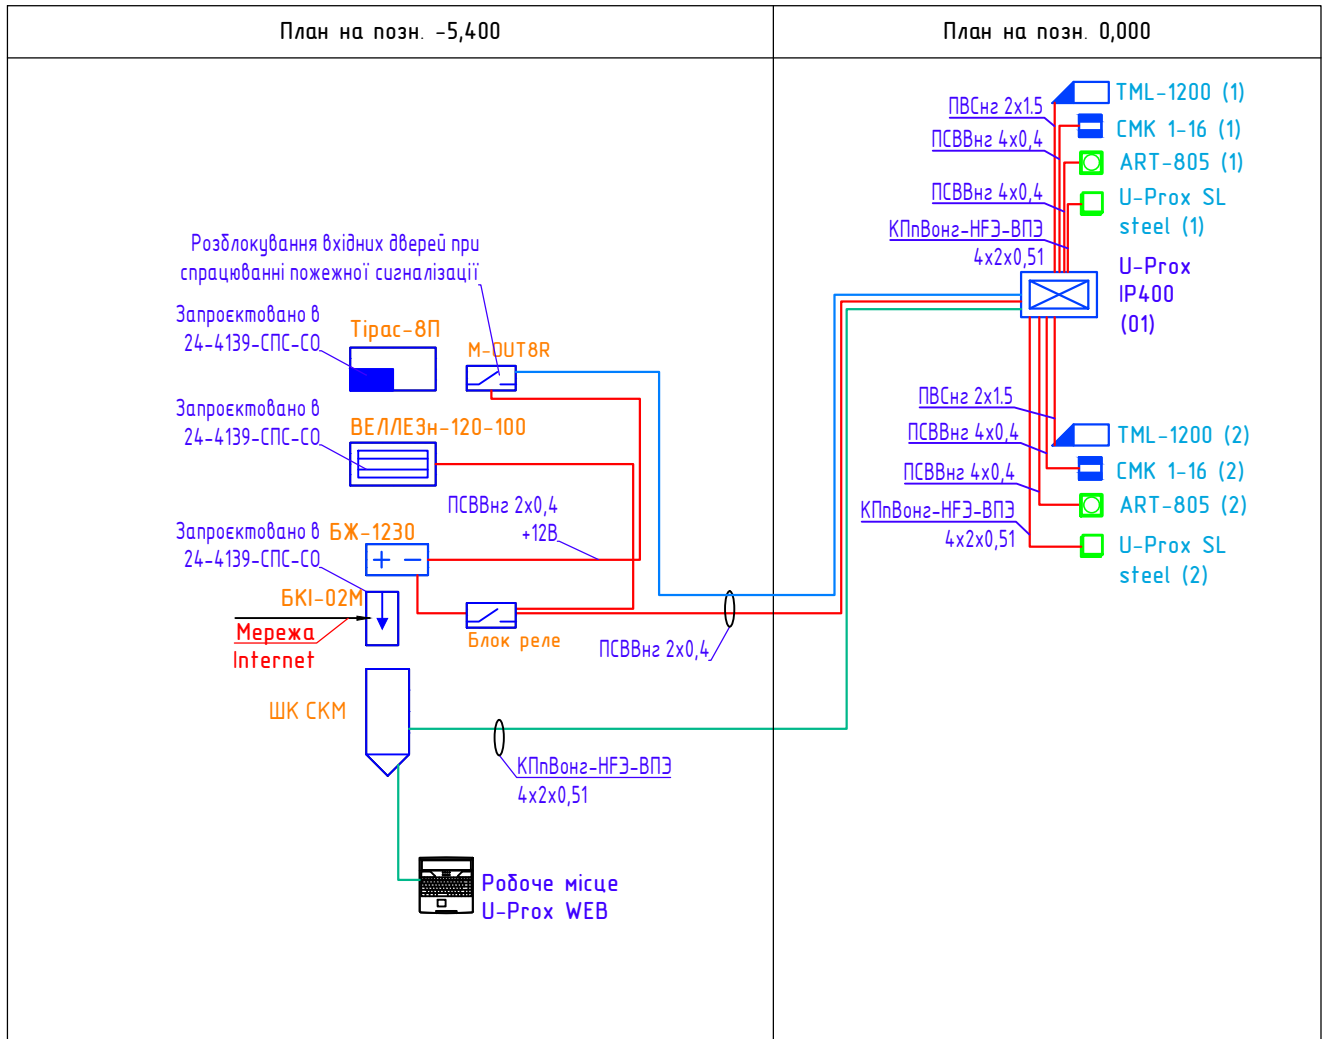 План на позн. -5,400
План на позн. 0,000
Розблокування вхідних дверей при
спрацюванні пожежної сигналізації
Запроєктовано в
24-4139-СПС-СО
Тірас-8П
M-OUT8R
Запроєктовано в
24-4139-СПС-СО
ВЕЛЛЕЗн-120-100
ПСВВнг 2х0,4
+12В
Запроєктовано в
24-4139-СПС-СО
БЖ-1230
БКІ-02М
Мережа
Internet
Блок реле
ПСВВнг 2х0,4
ШК СКМ
КПпВонг-HFЭ-ВПЭ
4х2х0,51
Робоче місце
U-Prox WEB
ПВСнг 2х1.5
ПСВВнг 4х0,4
ПСВВнг 4х0,4
КПпВонг-HFЭ-ВПЭ
4х2х0,51
TML-1200 (1)
СМК 1-16 (1)
ART-805 (1)
U-Prox SL
steel (1)
U-Prox
IP400
(01)
ПВСнг 2х1.5
ПСВВнг 4х0,4
ПСВВнг 4х0,4
КПпВонг-HFЭ-ВПЭ
4х2х0,51
TML-1200 (2)
СМК 1-16 (2)
ART-805 (2)
U-Prox SL
steel (2)